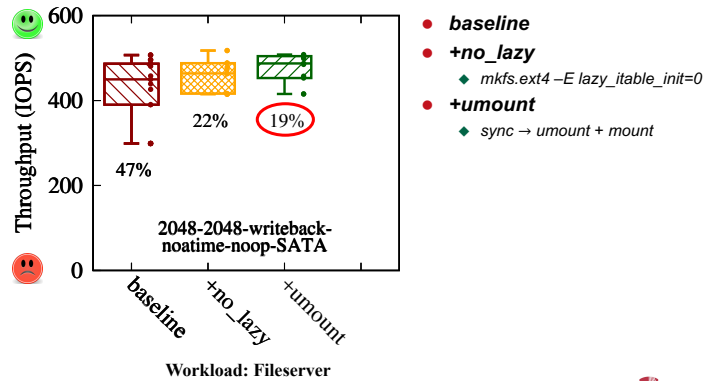 Throughput (IOPS)
600
400
200
0
47%
22%
19%
2048-2048-writeback-
noatime-noop-SATA
baseline
+no_lazy
+umount
Workload: Fileserver
baseline
+no_lazy
mkfs.ext4 –E lazy_itable_init=0
+umount
sync → umount + mount